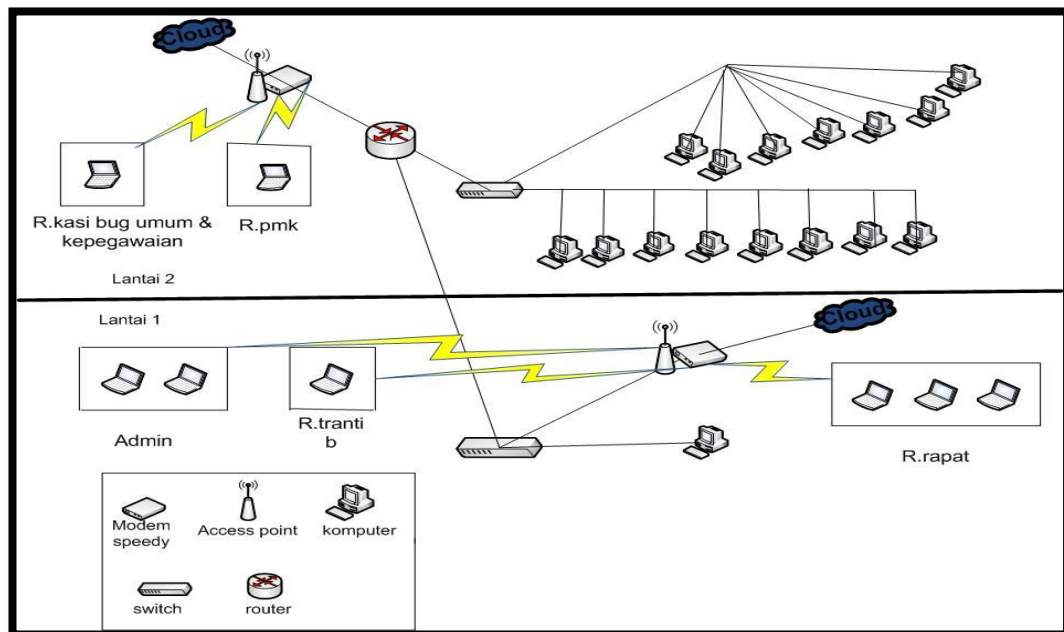 Cloud
R.kasi bug umum &
kepegawaian
R.pmk
Lantai 2
Lantai 1
Cloud
Admin
R.tranti
b
R.rapat
Modem
speedy
Access point
komputer
switch
router